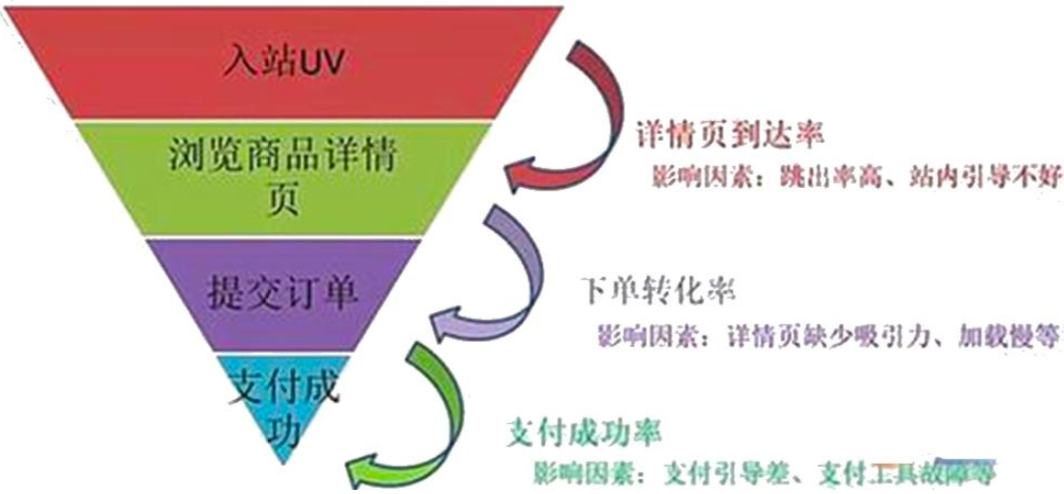 入站UV
浏览商品详情
页
提交订单
支付成
功
详情页到达率
影响因素：跳出率高、站内引导不好
下单转化率
影响因素：详情页缺少吸引力、加载慢等
支付成功率
影响因素：支付引导差、支付工具故障等